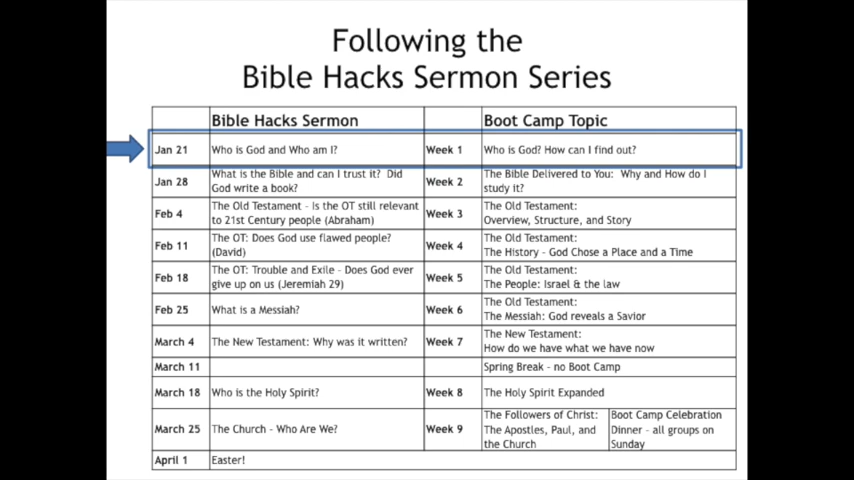 Following the
Bible Hacks Sermon Series
Bible Hacks Sermon Boot Camp Topic
Jan 21 Who is God and Who am I? Week 1 Who is God? How can I find out?
Jan 28 What is the Bible and can I trust it? Did God write a book? Week 2 The Bible Delivered to You: Why and How do I study it?
Feb 4 The Old Testament – Is the OT still relevant to 21st Century people (Abraham) Week 3 The Old Testament: Overview, Structure, and Story
Feb 11 The OT: Does God use flawed people? (David) Week 4 The Old Testament: The History – God Chose a Place and a Time
Feb 18 The OT: Trouble and Exile – Does God ever give up on us (Jeremiah 29) Week 5 The Old Testament: The People: Israel & the law
Feb 25 What is a Messiah? Week 6 The Old Testament: The Messiah: God reveals a Savior
March 4 The New Testament: Why was it written? Week 7 The New Testament: How do we have what we have now
March 11 Spring Break – no Boot Camp
March 18 Who is the Holy Spirit? Week 8 The Holy Spirit Expanded
March 25 The Church – Who Are We? Week 9 The Followers of Christ: The Apostles, Paul, and the Church Boot Camp Celebration Dinner – all groups on Sunday
April 1 Easter!